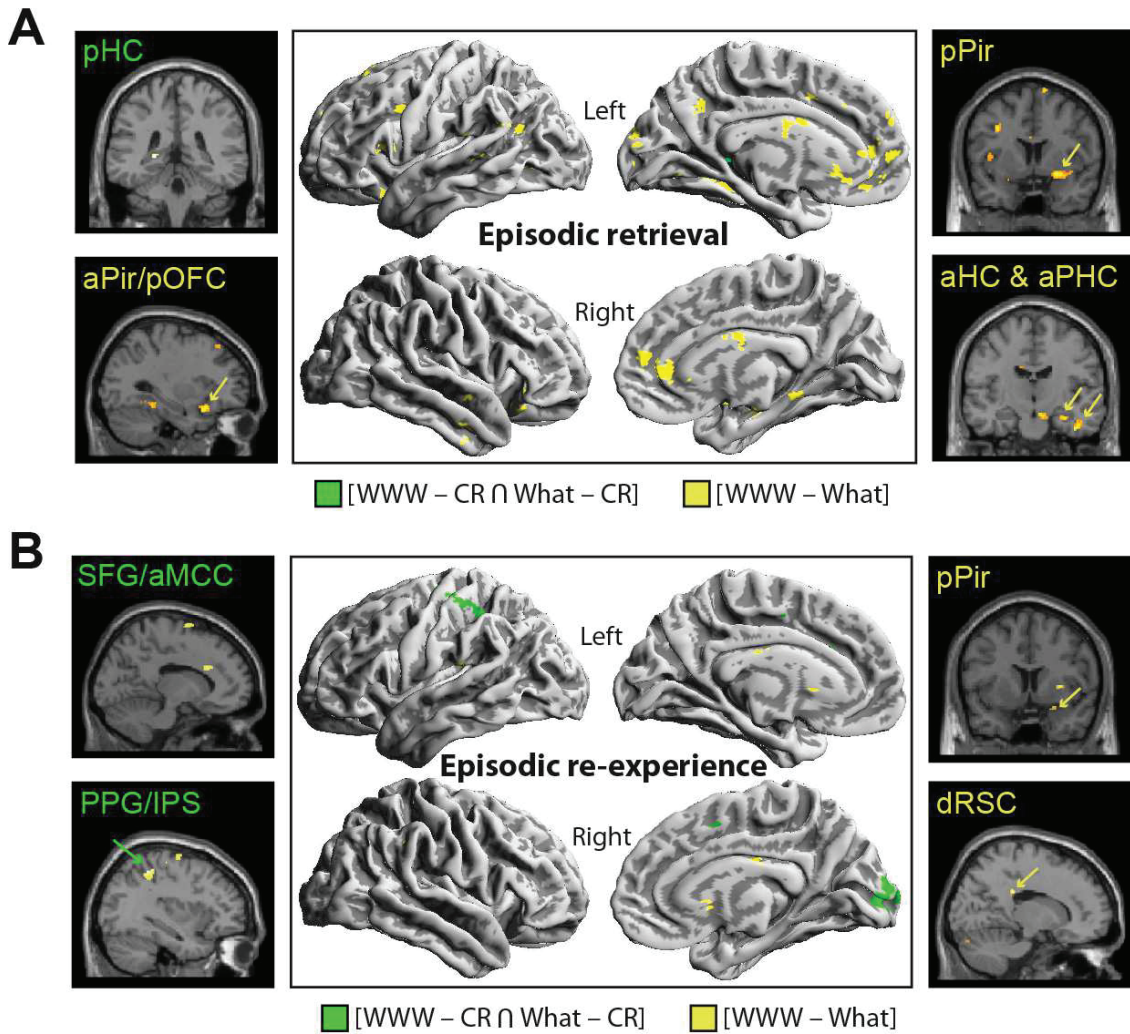 A
pHC
pPir
Left
Episodic retrieval
aPir/pOFC
Right
aHC & aPHC
[WWW – CR ∩ What – CR]
[WWW – What]
B
SFG/aMCC
pPir
Left
Episodic re-experience
PPG/IPS
Right
dRSC
[WWW – CR ∩ What – CR]
[WWW – What]